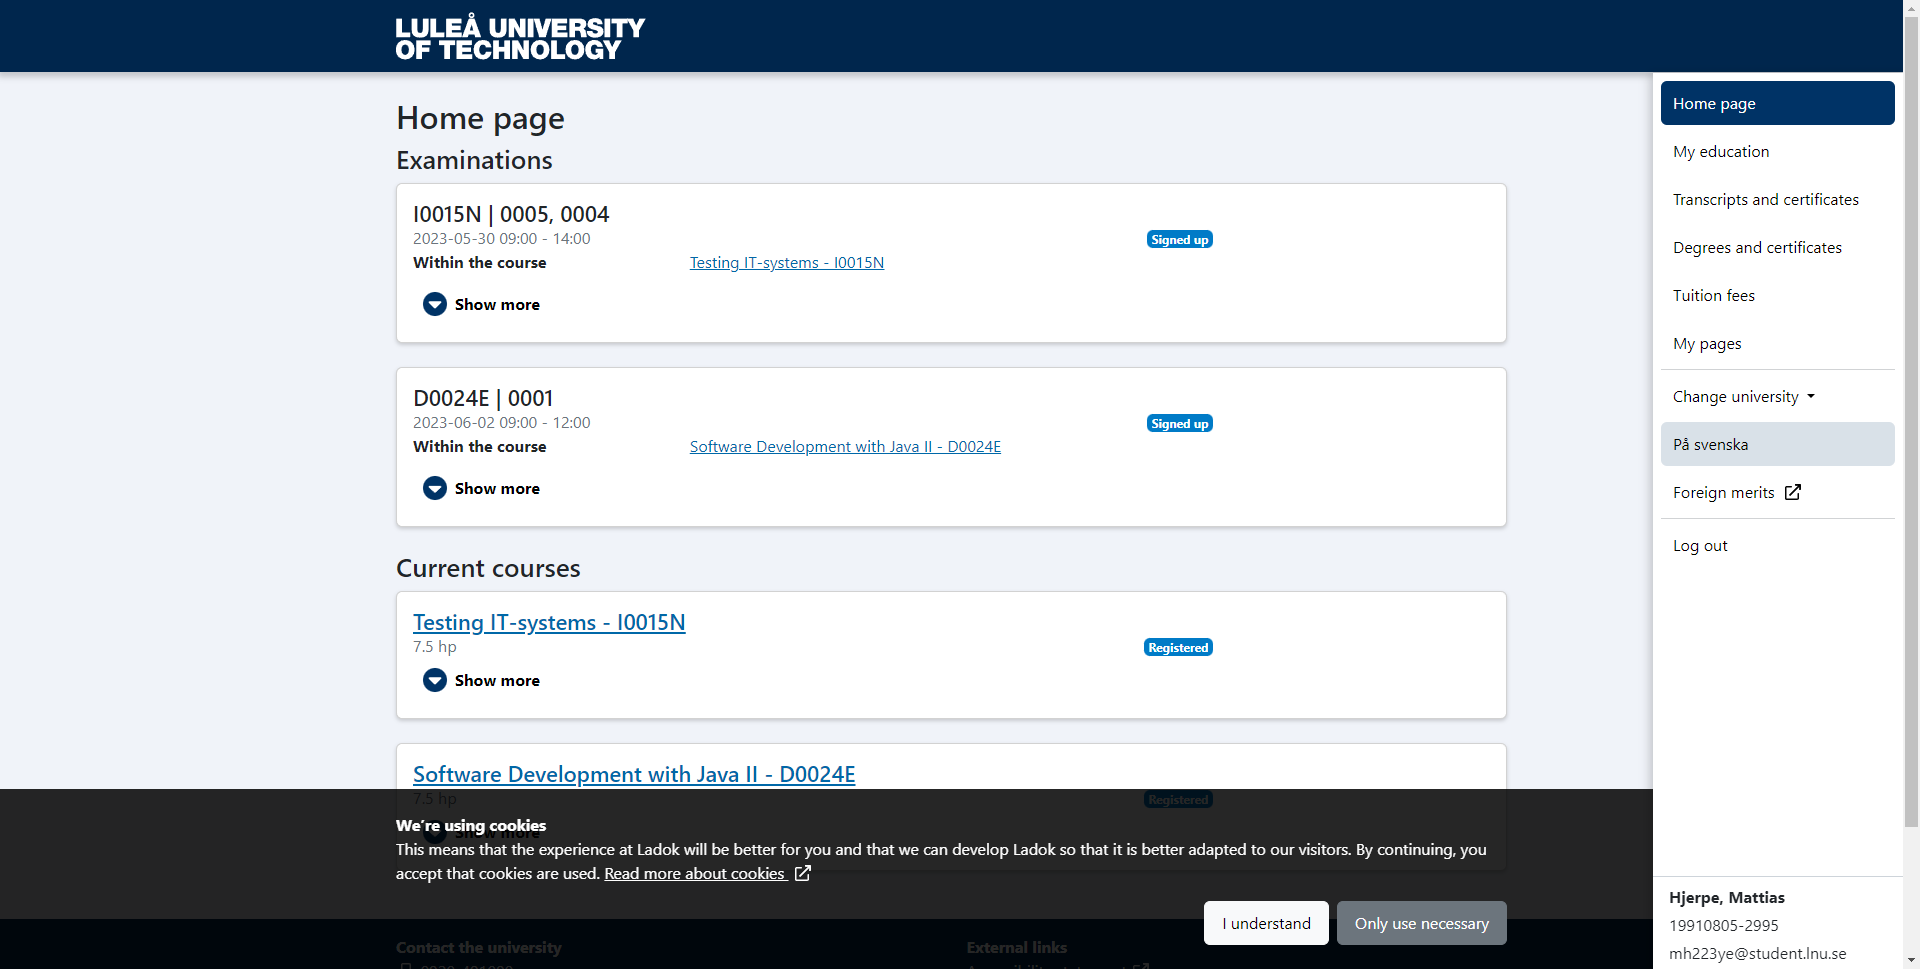 LULEÅ UNIVERSITY
OF TECHNOLOGY
Home page
Examinations
I0015N | 0005, 0004
2023-05-30 09:00 - 14:00
Signed up
Within the course
Testing IT-systems - I0015N
Show more
D0024E | 0001
2023-06-02 09:00 - 12:00
Signed up
Within the course
Software Development with Java II - D0024E
Show more
Current courses
Testing IT-systems - I0015N
7.5 hp
Registered
Show more
Software Development with Java II - D0024E
7.5 hp
Registered
Show more
We're using cookies
This means that the experience at Ladok will be better for you and that we can develop Ladok so that it is better adapted to our visitors. By continuing, you
accept that cookies are used. Read more about cookies
I understand
Only use necessary
Contact the university
External links
Home page
My education
Transcripts and certificates
Degrees and certificates
Tuition fees
My pages
Change university
På svenska
Foreign merits
Log out
Hjerpe, Mattias
19910805-2995
mh223ye@student.lnu.se